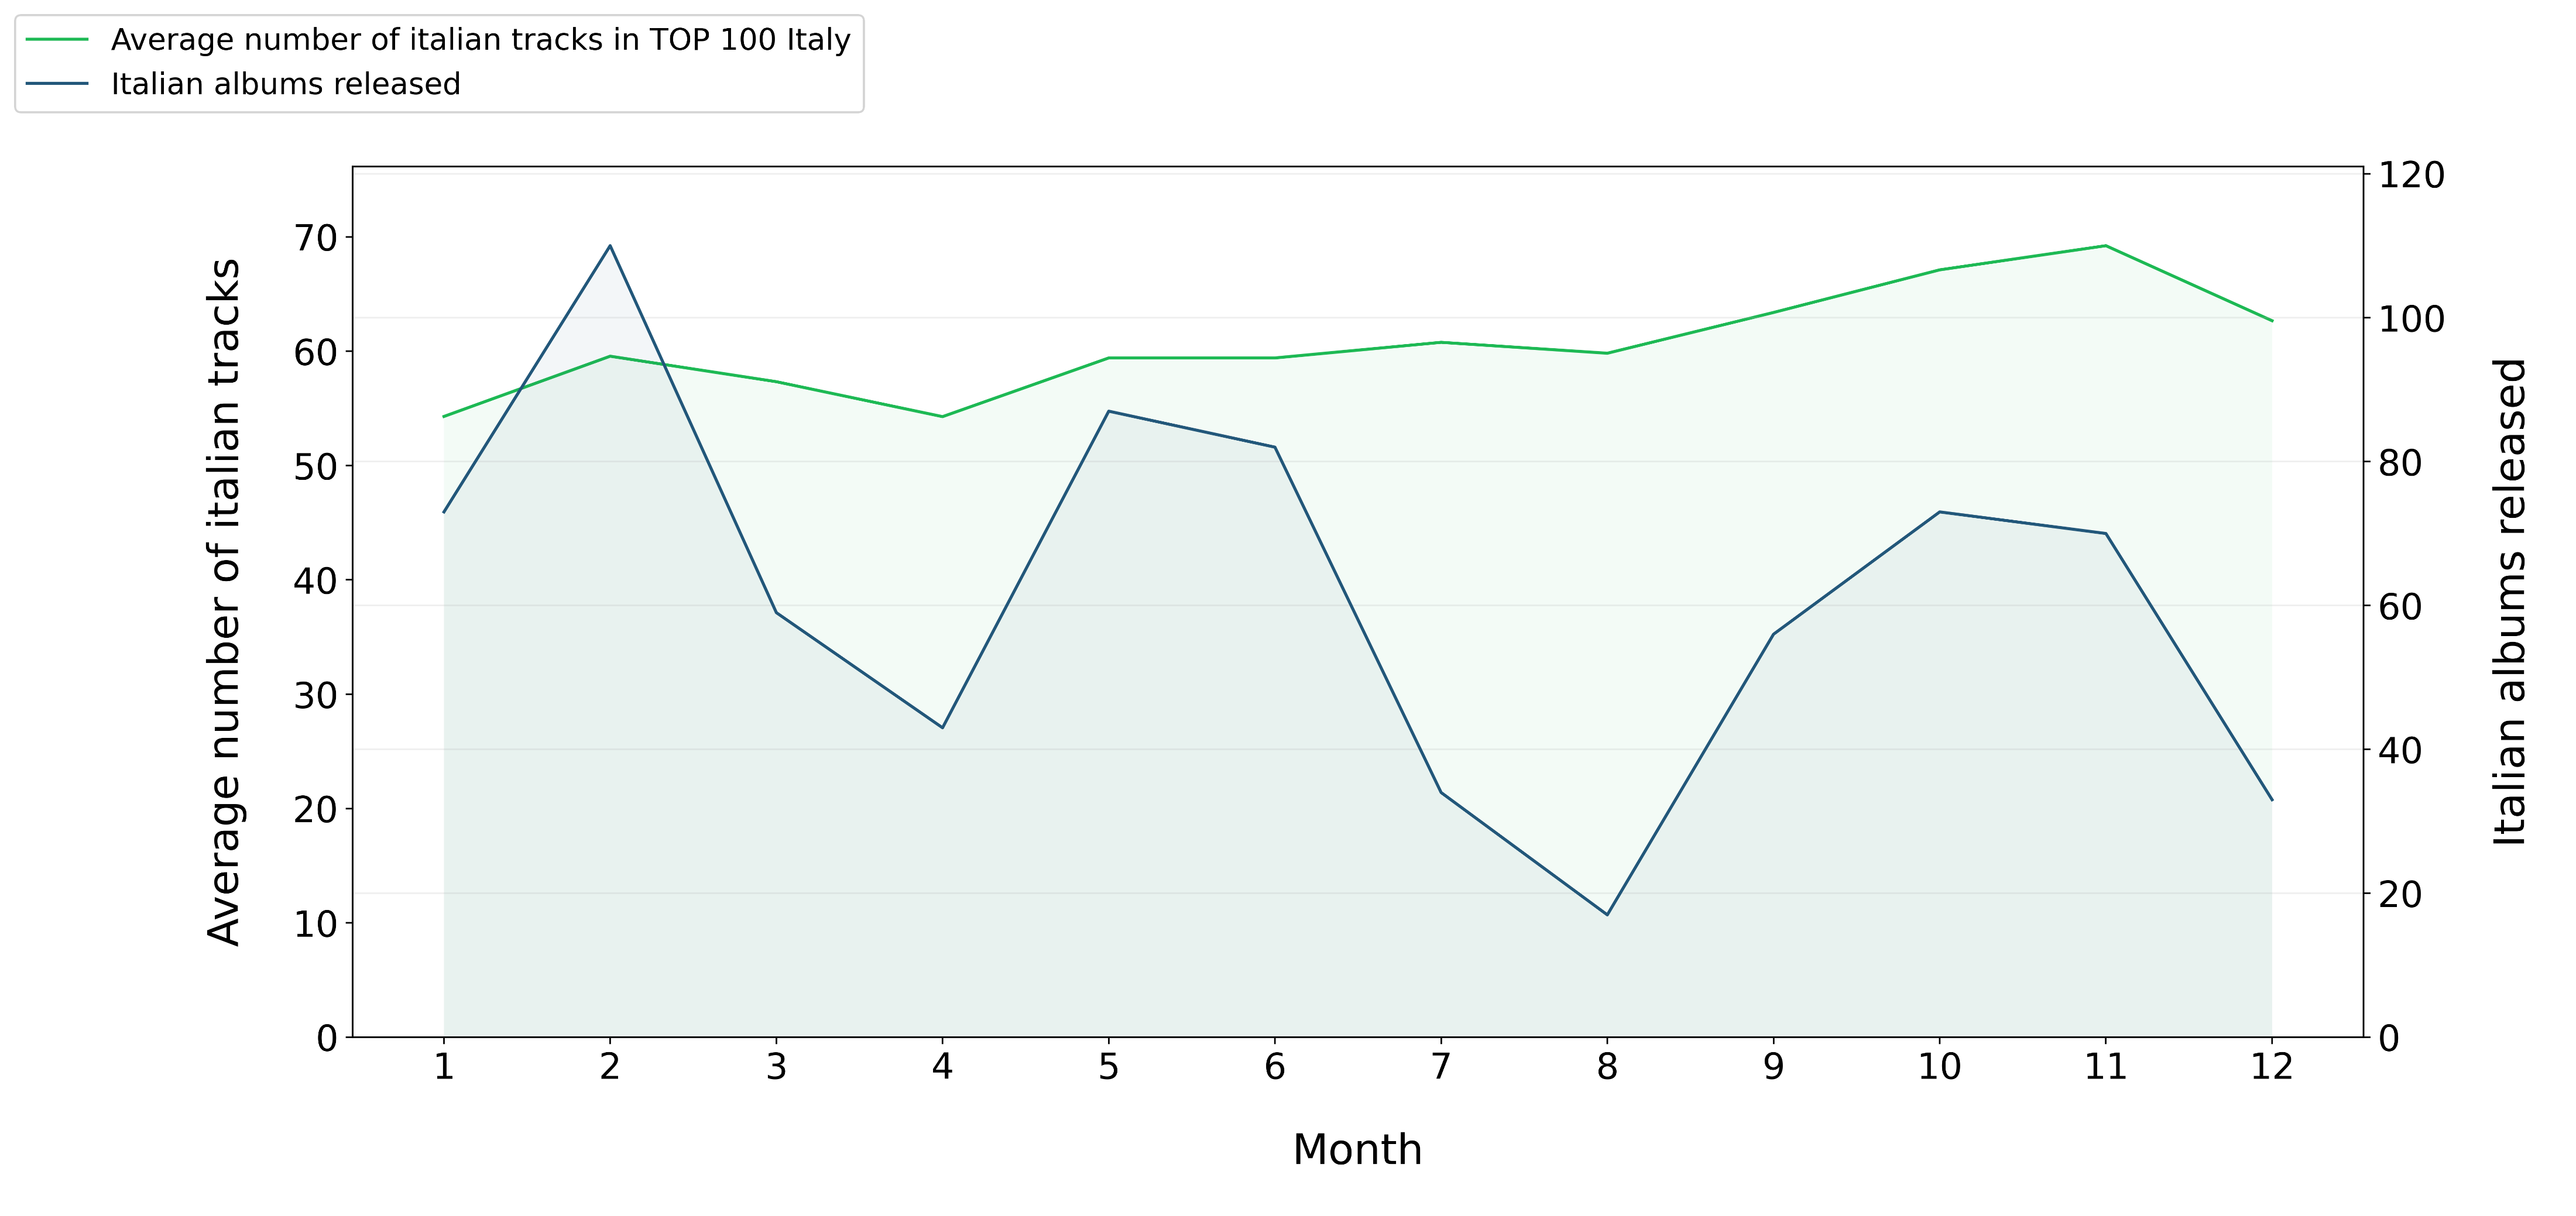 Average number of italian tracks in TOP 100 Italy
Italian albums released
Average number of italian tracks
70
60
50
40
30
20
10
0
120
100
80
60
40
20
0
Italian albums released
1 2 3 4 5 6 7 8 9 10 11 12
Month